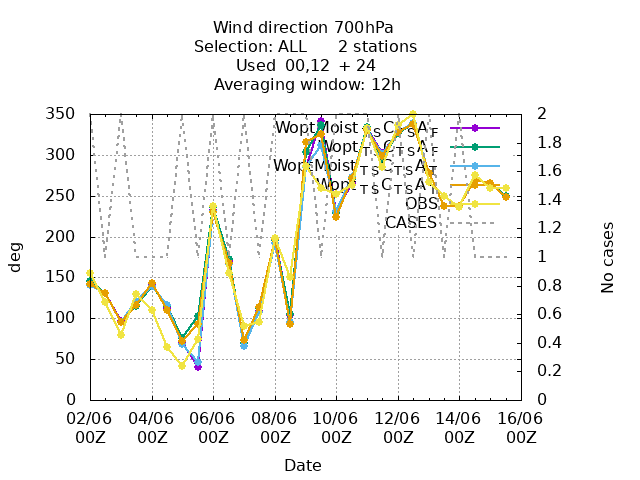 Wind direction 700hPa
Selection: ALL 2 stations
Used 00,12 + 24
Averaging window: 12h
350
300
250
200
150
100
50
0
deg
2
1.8
1.6
1.4
1.2
1
0.8
0.6
0.4
0.2
0
No cases
OBS
CASES
02/06 04/06 06/06 08/06 10/06 12/06 14/06 16/06
00Z 00Z 00Z 00Z 00Z 00Z 00Z 00Z
Date